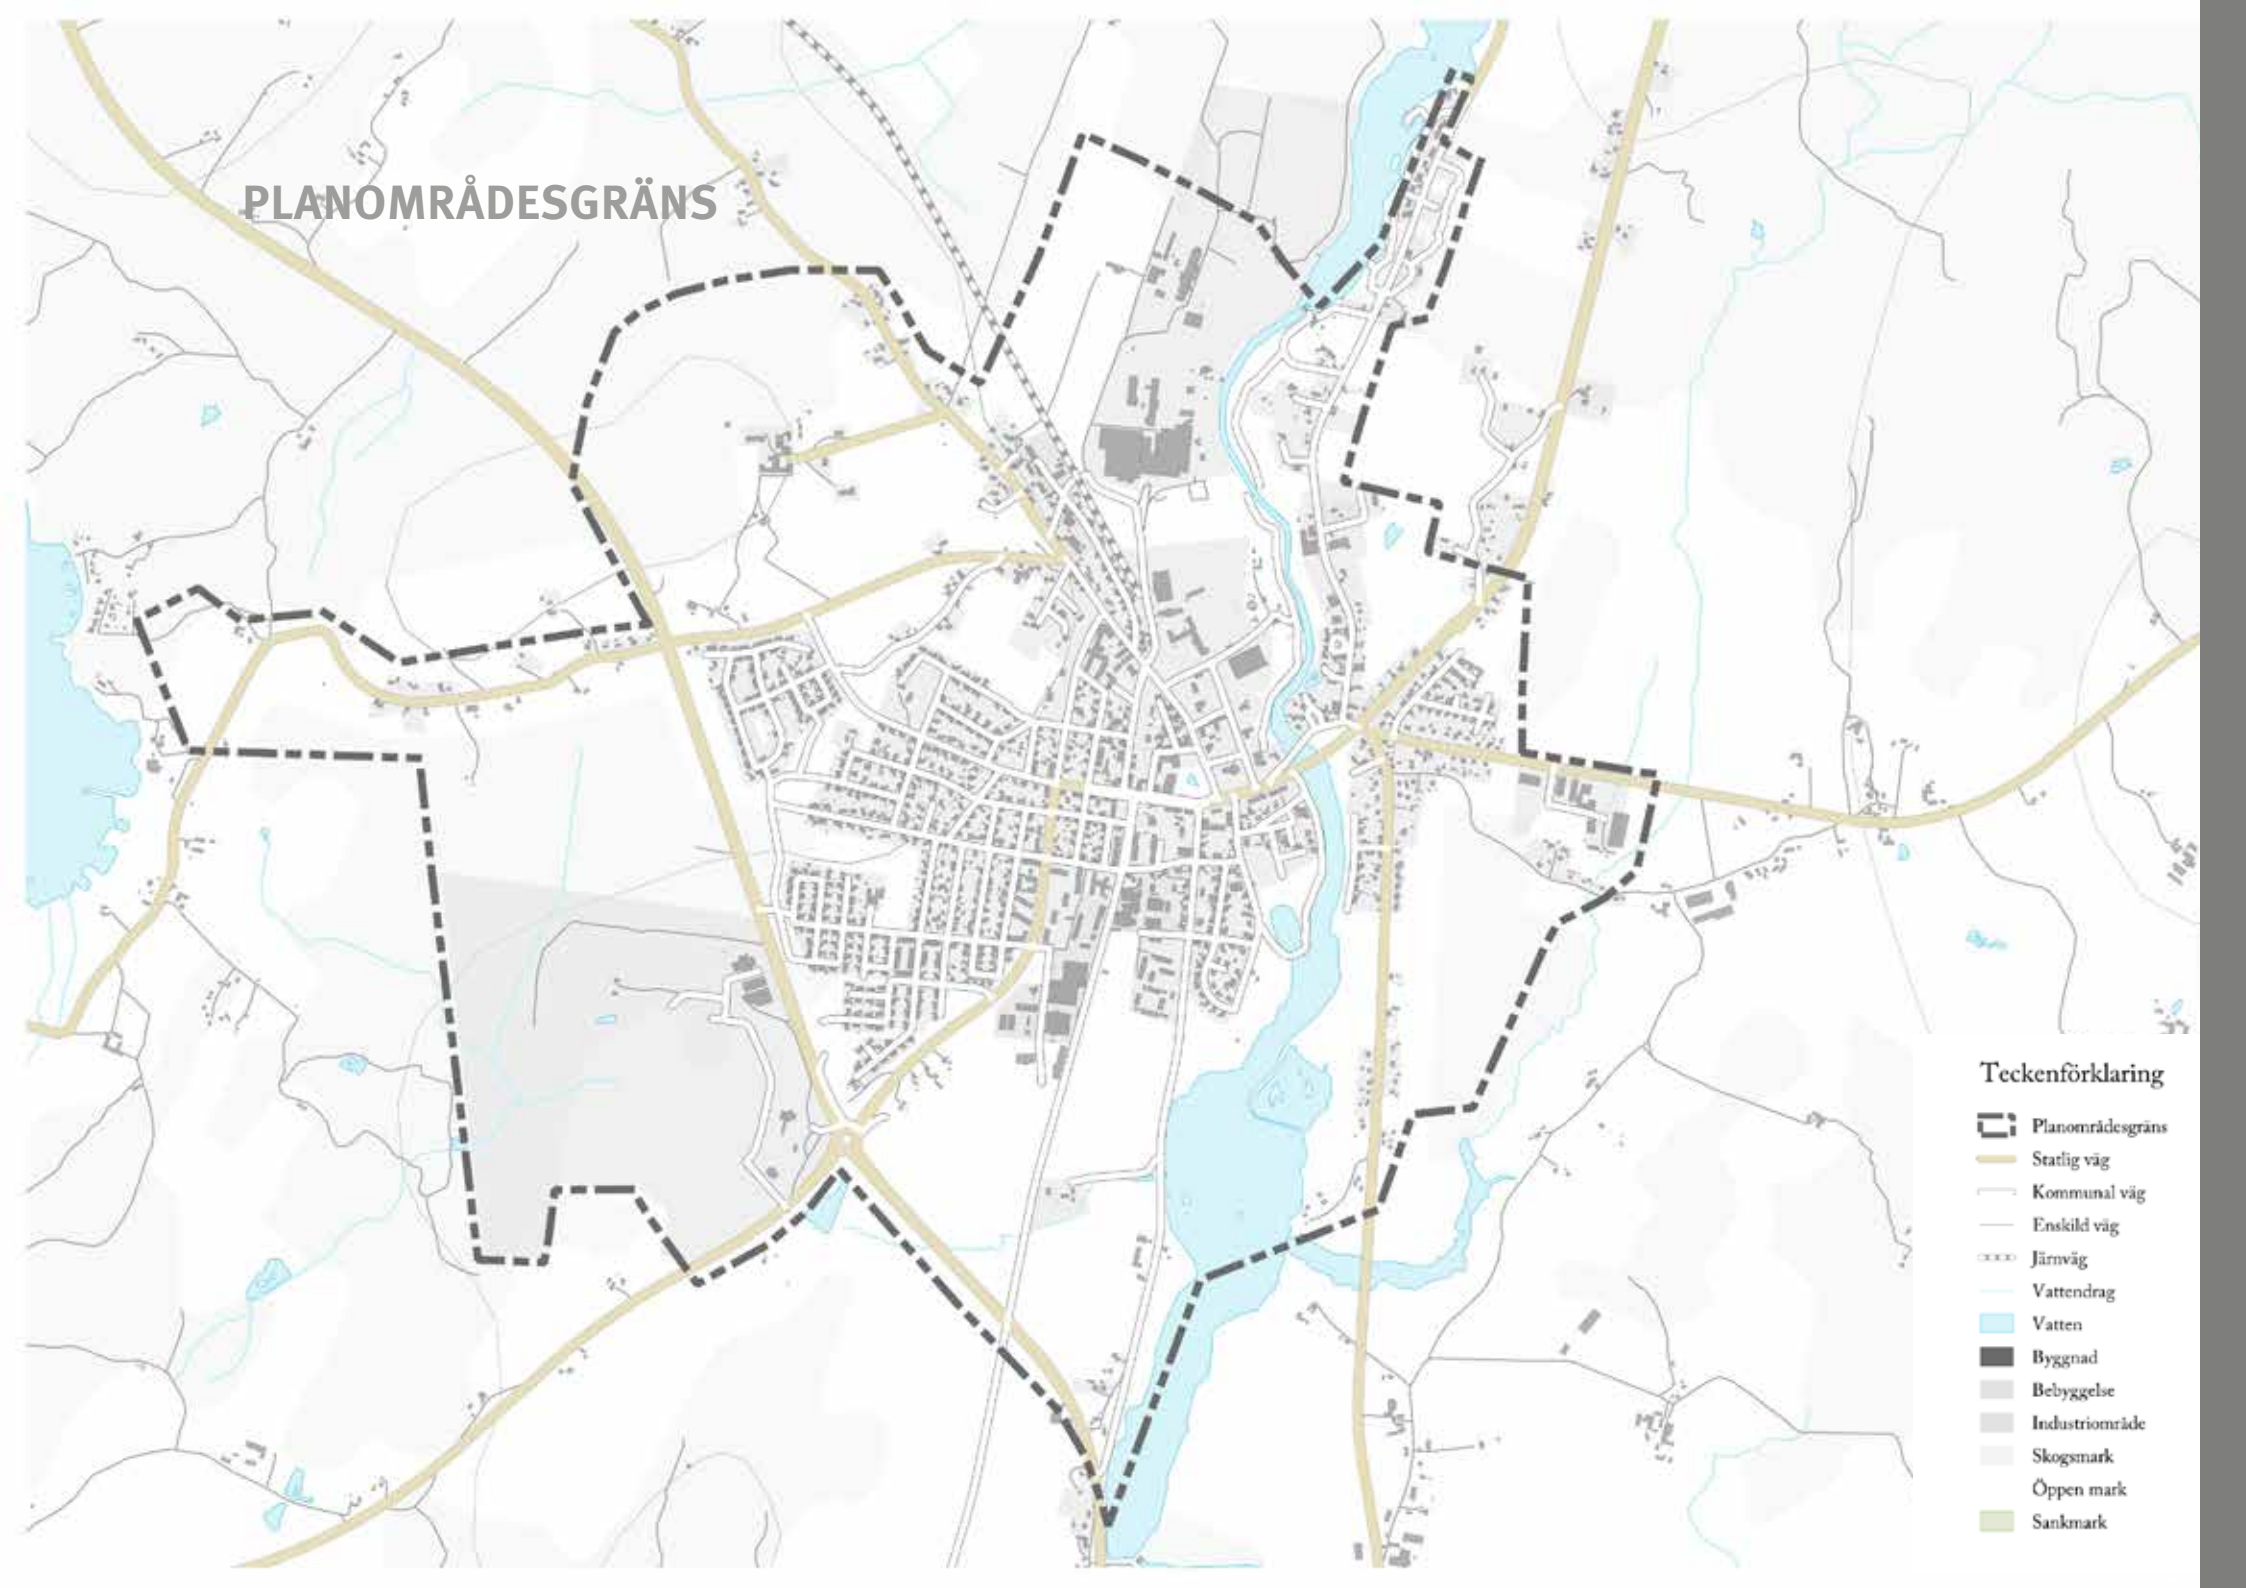 PLANOMRÅDESGRÄNS
Teckenförklaring
Planområdesgräns
Statlig väg
Kommunal väg
Enskild väg
Järnväg
Vattendrag
Vatten
Byggnad
Bebyggelse
Industriområde
Skogsmark
Öppen mark
Sankmark